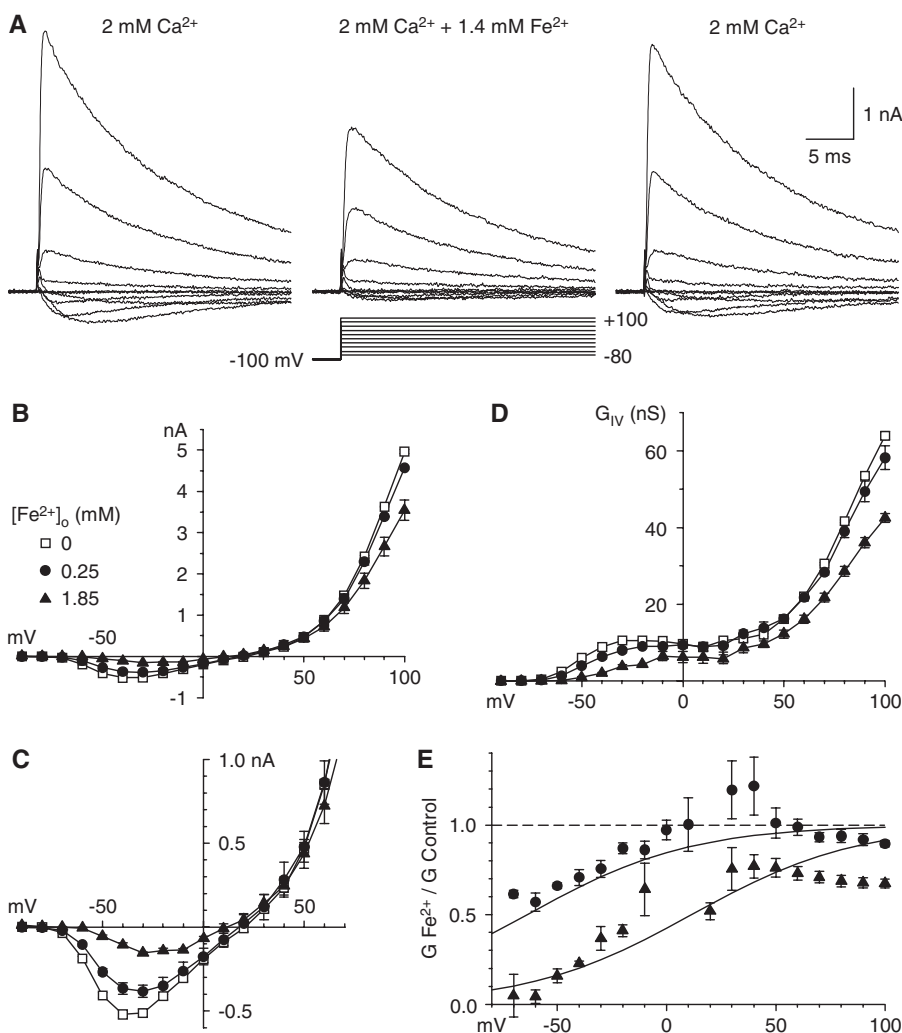 A
2 mM Ca²⁺
2 mM Ca²⁺ + 1.4 mM Fe²⁺
2 mM Ca²⁺
1 nA
5 ms
+100
-100 mV
-80
B
nA
5
4
3
2
1
-1
[Fe²⁺]ₒ (mM)
0
0.25
1.85
mV
-50
50
100
D
G_IV (nS)
60
40
20
mV
-50
0
50
100
C
1.0 nA
0.5
-0.5
mV
-50
50
E
G Fe²⁺ / G Control
1.0
0.5
0.0
mV
-50
0
50
100